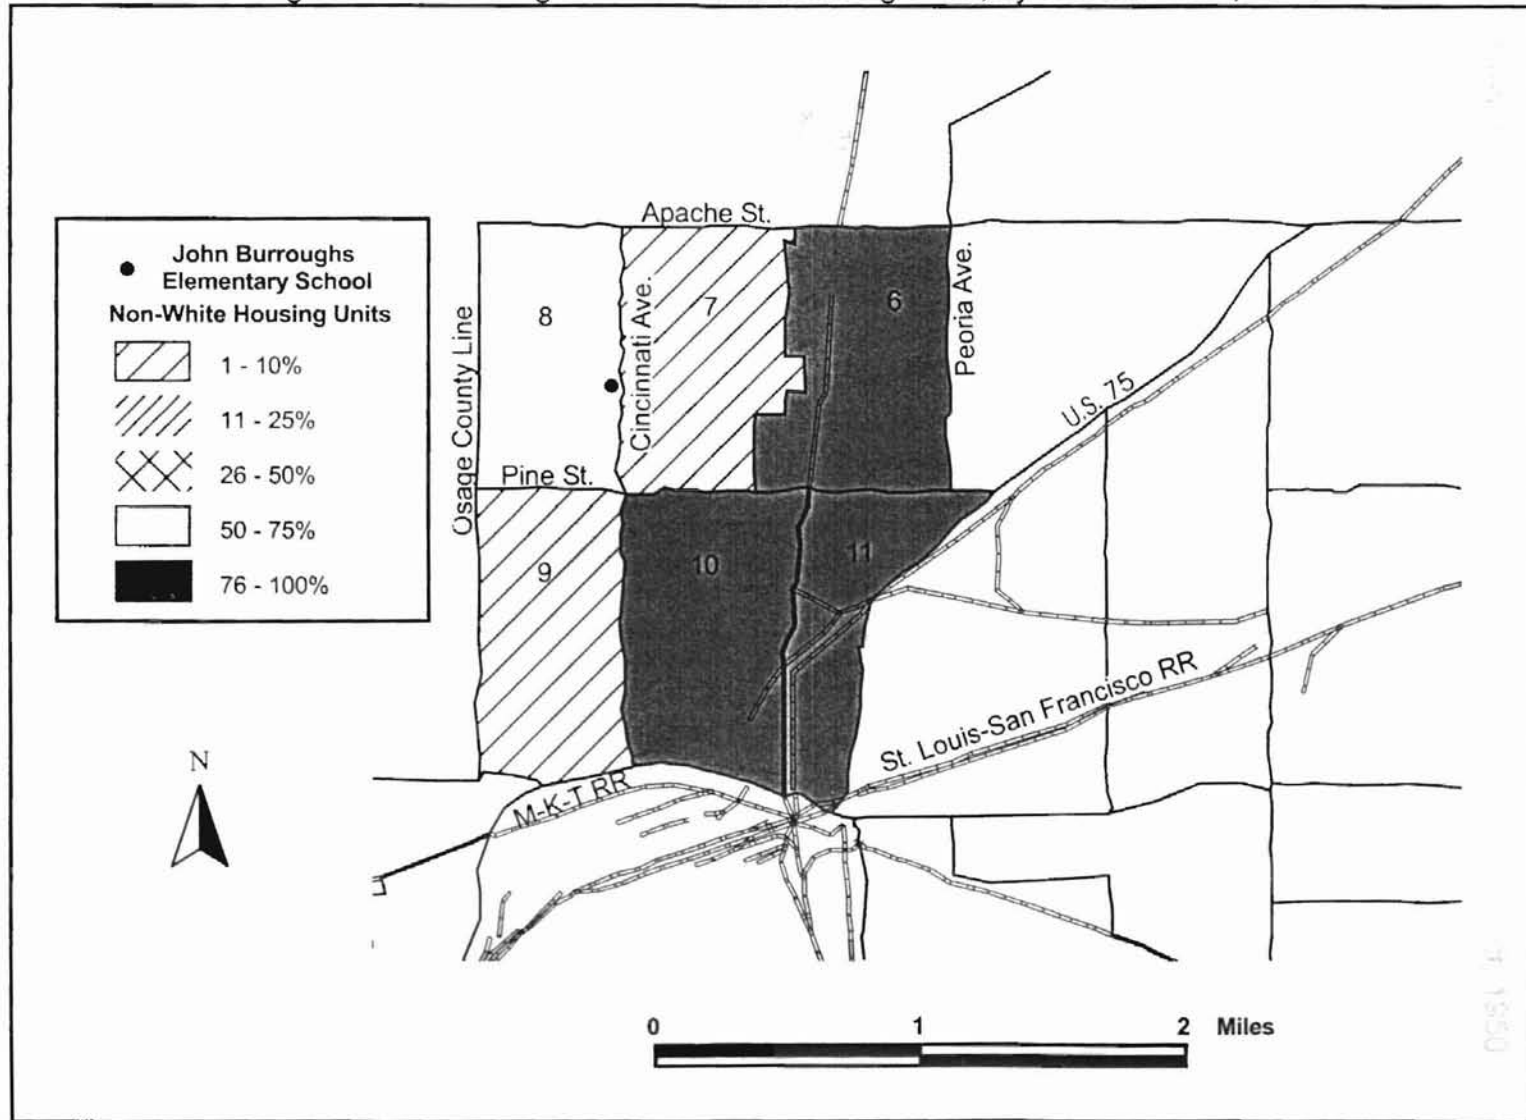 Apache St.
John Burroughs
Elementary School
Non-White Housing Units
1 - 10%
11 - 25%
26 - 50%
50 - 75%
76 - 100%
Osage County Line
Cincinnati Ave.
Peoria Ave.
8
7
6
U.S. 75
Pine St.
9
10
11
St. Louis-San Francisco RR
M-K-T RR
N
0 1 2 Miles